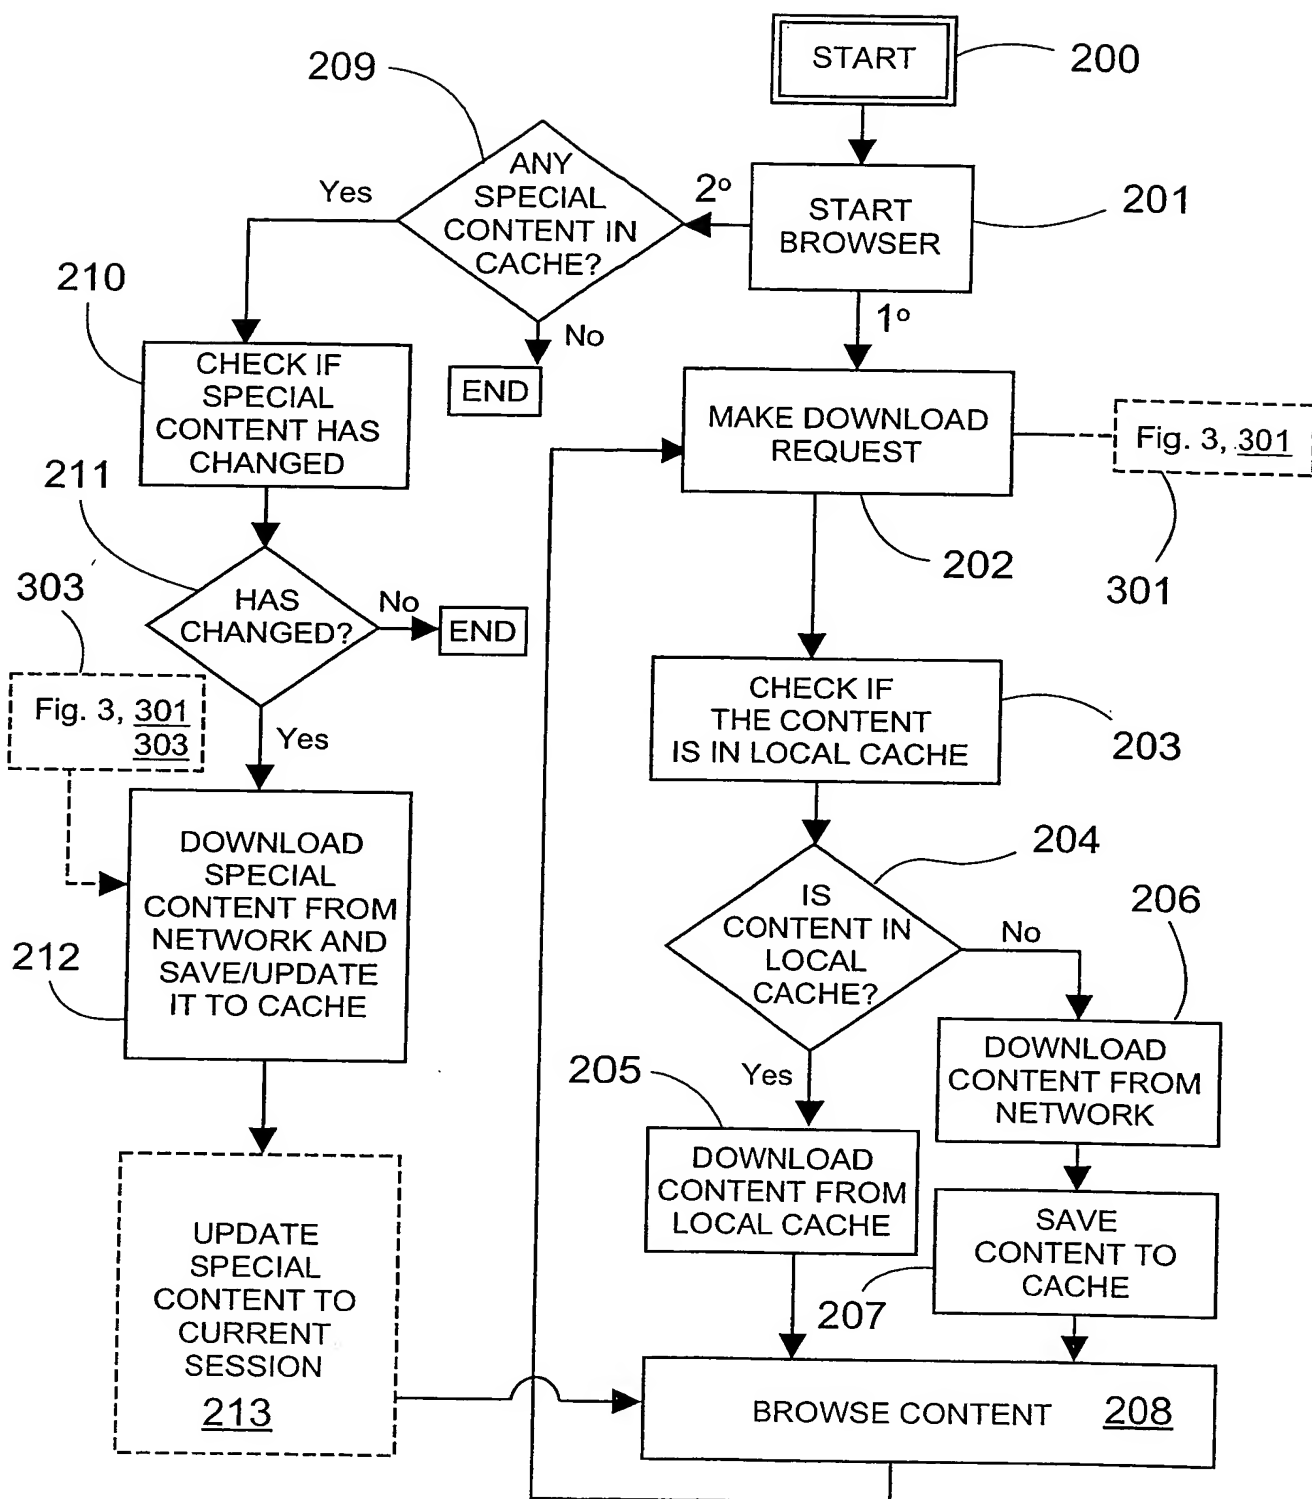 START
200
209
ANY
SPECIAL
CONTENT IN
CACHE?
Yes
2º
START
BROWSER
201
1º
No
END
210
CHECK IF
SPECIAL
CONTENT HAS
CHANGED
MAKE DOWNLOAD
REQUEST
Fig. 3, 301
202
301
211
303
HAS
CHANGED?
No
END
Fig. 3, 301
303
Yes
CHECK IF
THE CONTENT
IS IN LOCAL CACHE
203
DOWNLOAD
SPECIAL
CONTENT FROM
NETWORK AND
SAVE/UPDATE
IT TO CACHE
212
204
IS
CONTENT IN
LOCAL
CACHE?
No
206
Yes
205
DOWNLOAD
CONTENT FROM
NETWORK
DOWNLOAD
CONTENT FROM
LOCAL CACHE
SAVE
CONTENT TO
CACHE
207
UPDATE
SPECIAL
CONTENT TO
CURRENT
SESSION
213
BROWSE CONTENT 208